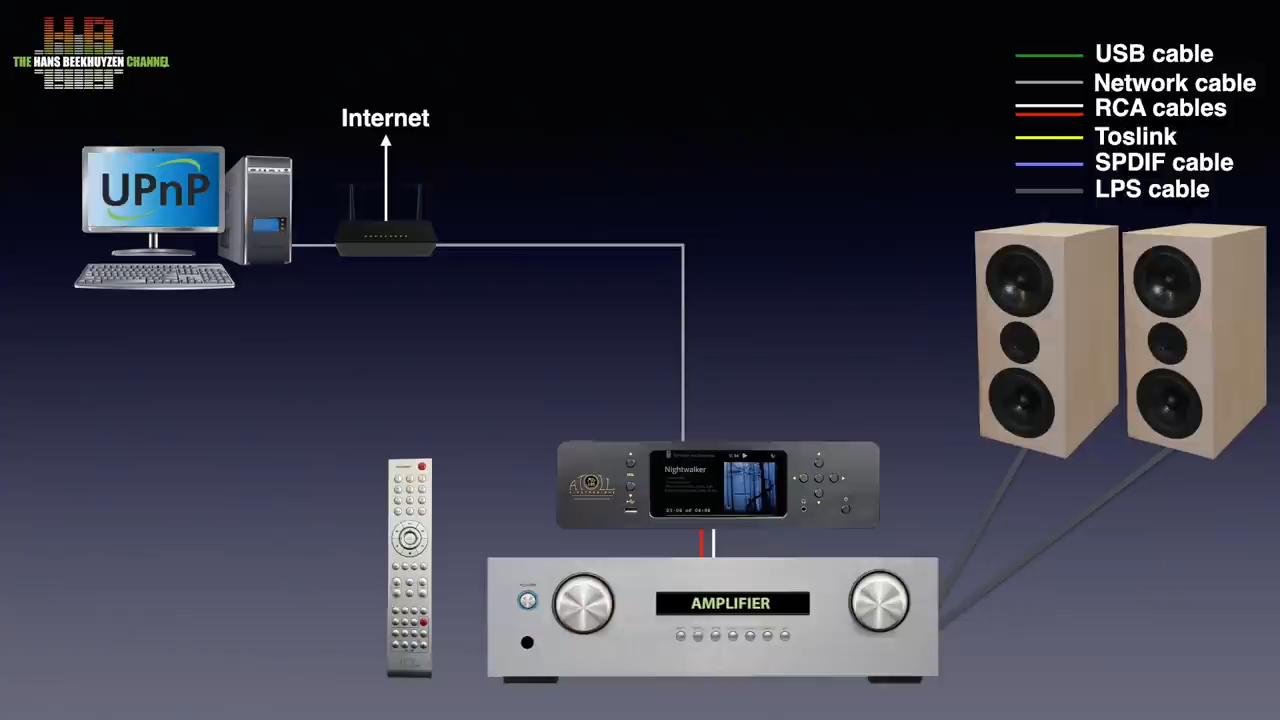 THE HANS BEEKHUYZEN CHANNEL
USB cable
Network cable
RCA cables
Toslink
SPDIF cable
LPS cable
Internet
UPnP
Nightwalker
ATOLL
AMPLIFIER